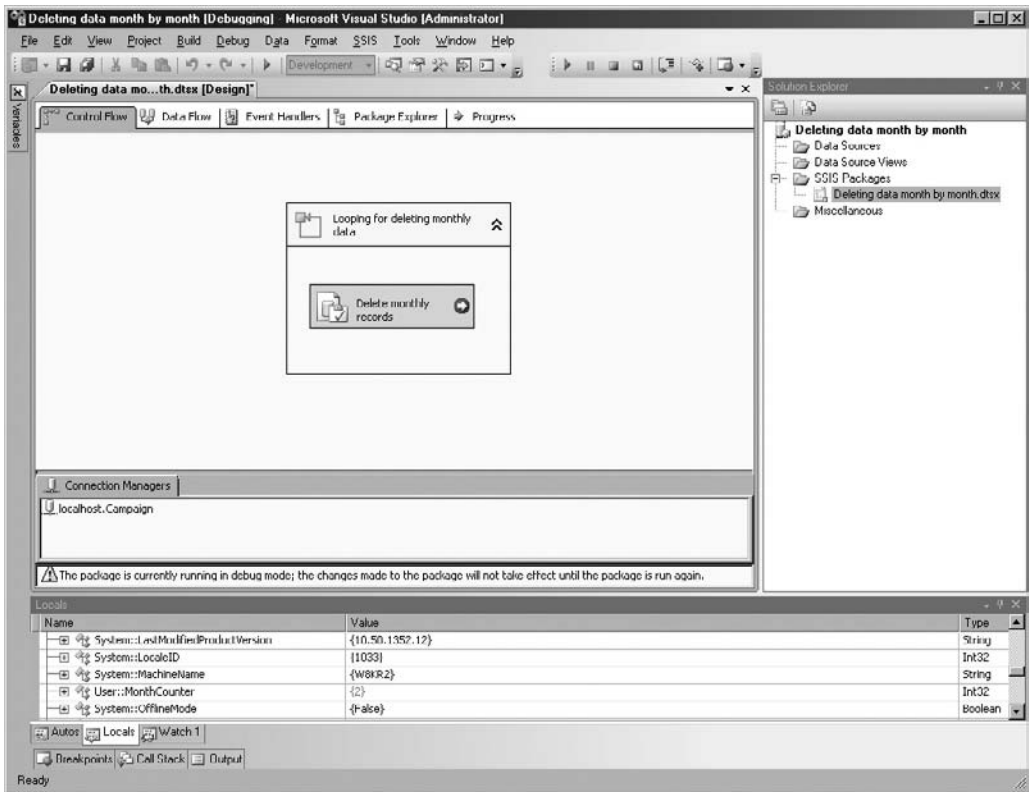 Deleting data month by month [Debugging] - Microsoft Visual Studio [Administrator]
File Edit View Project Build Debug Data Format SSIS Tools Window Help
Development
Variables
Deleting data mo...th.dtsx [Design]*
Control Flow Data Flow Event Handlers Package Explorer Progress
Looping for deleting monthly
data
Delete monthly
records
Connection Managers
localhost.Campaign
The package is currently running in debug mode; the changes made to the package will not take effect until the package is run again.
Solution Explorer
Deleting data month by month
Data Sources
Data Source Views
SSIS Packages
Deleting data month by month.dtsx
Miscellaneous
Locals
Name Value Type
System::LastModifiedProductVersion {10.50.1352.12} String
System::LocaleID {1033} Int32
System::MachineName {W8KR2} String
User::MonthCounter {2} Int32
System::OfflineMode {False} Boolean
Autos Locals Watch 1
Breakpoints Call Stack Output
Ready